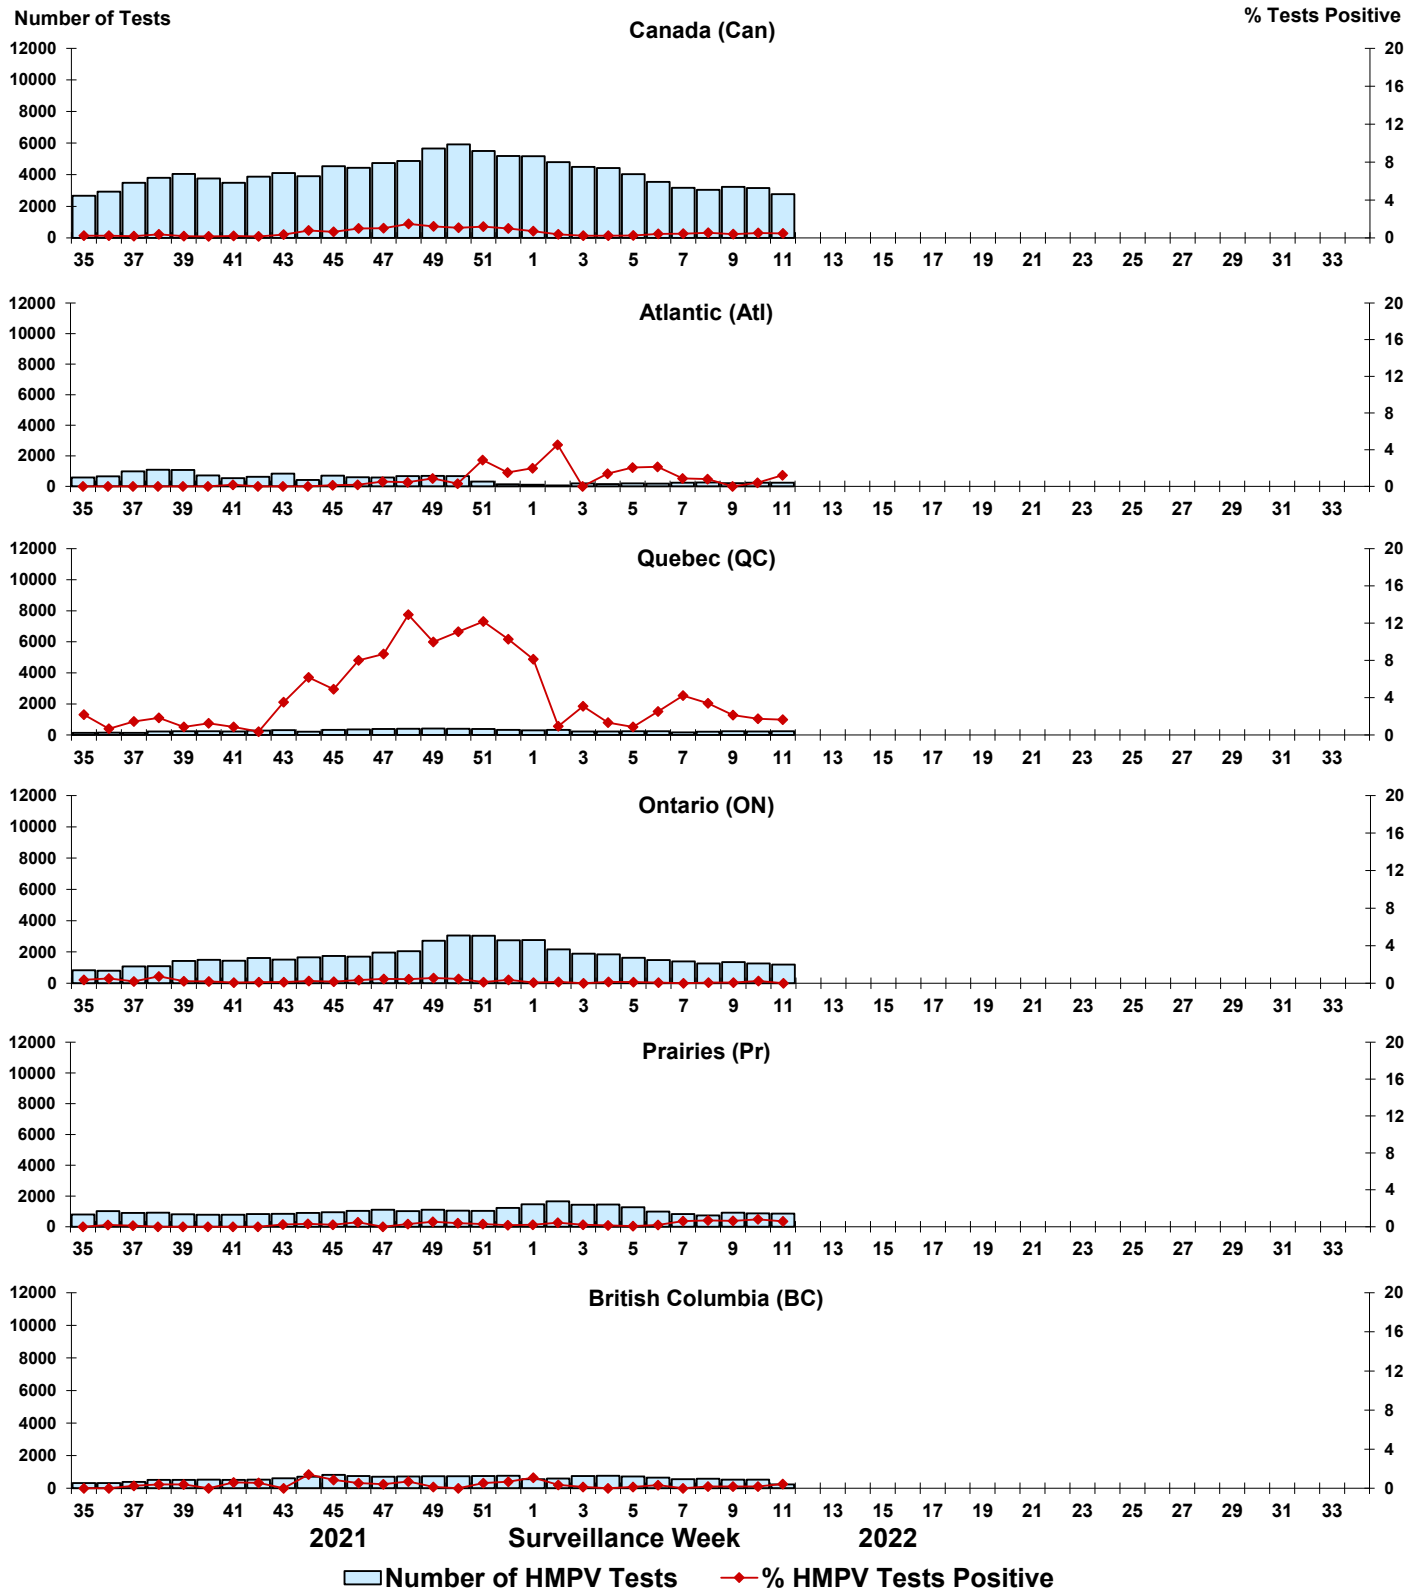 Number of Tests
% Tests Positive
Canada (Can)
12000 20
10000 16
8000 12
6000 8
4000 4
2000 0
0
35 37 39 41 43 45 47 49 51 1 3 5 7 9 11 13 15 17 19 21 23 25 27 29 31 33
Atlantic (Atl)
12000 20
10000 16
8000 12
6000 8
4000 4
2000 0
0
35 37 39 41 43 45 47 49 51 1 3 5 7 9 11 13 15 17 19 21 23 25 27 29 31 33
Quebec (QC)
12000 20
10000 16
8000 12
6000 8
4000 4
2000 0
0
35 37 39 41 43 45 47 49 51 1 3 5 7 9 11 13 15 17 19 21 23 25 27 29 31 33
Ontario (ON)
12000 20
10000 16
8000 12
6000 8
4000 4
2000 0
0
35 37 39 41 43 45 47 49 51 1 3 5 7 9 11 13 15 17 19 21 23 25 27 29 31 33
Prairies (Pr)
12000 20
10000 16
8000 12
6000 8
4000 4
2000 0
0
35 37 39 41 43 45 47 49 51 1 3 5 7 9 11 13 15 17 19 21 23 25 27 29 31 33
British Columbia (BC)
12000 20
10000 16
8000 12
6000 8
4000 4
2000 0
0
35 37 39 41 43 45 47 49 51 1 3 5 7 9 11 13 15 17 19 21 23 25 27 29 31 33
2021 Surveillance Week 2022
Number of HMPV Tests % HMPV Tests Positive